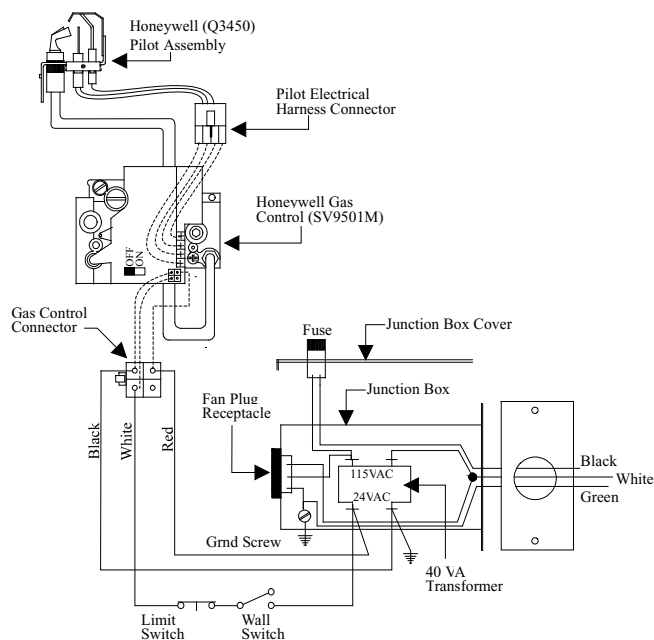 Honeywell (Q3450)
Pilot Assembly
Pilot Electrical
Harness Connector
Honeywell Gas
Control (SV9501M)
OFF
ON
Gas Control
Connector
Fuse
Junction Box Cover
Fan Plug
Receptacle
Junction Box
Black
White
Red
115VAC
24VAC
Black
White
Green
Grnd Screw
40 VA
Transformer
Limit
Switch
Wall
Switch